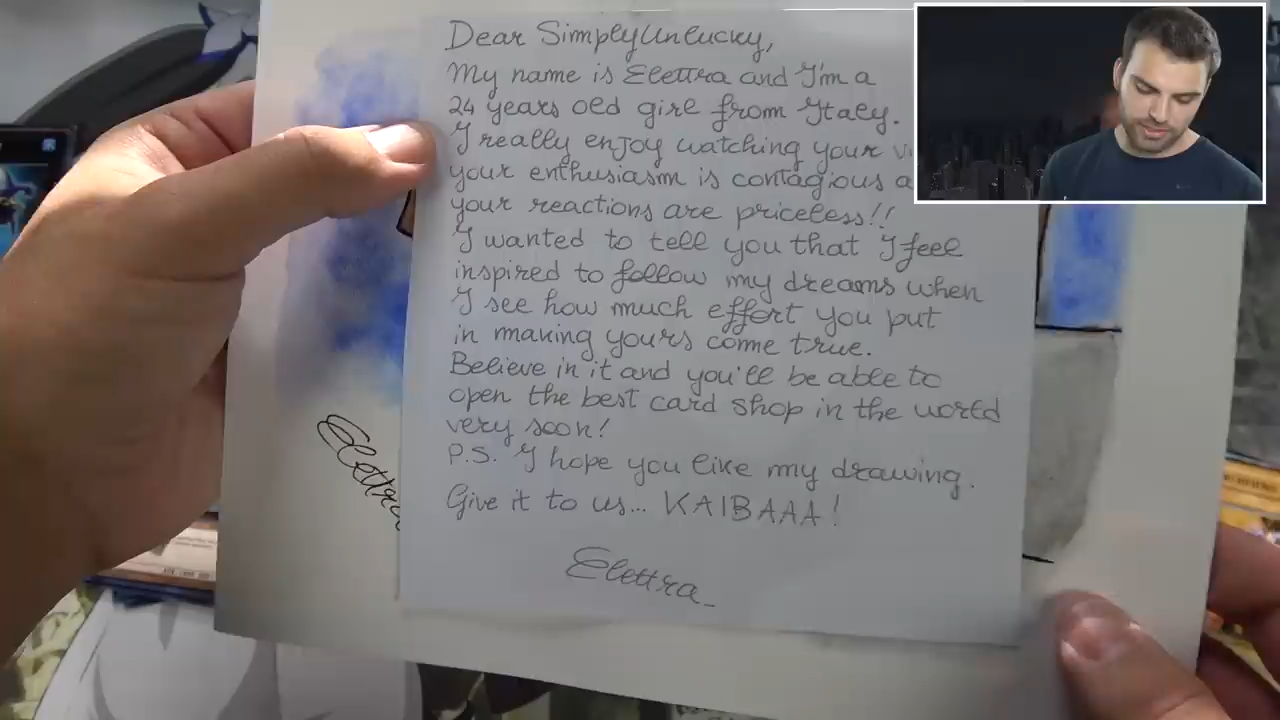 Dear SimplyUnlucky,
My name is Elettra and I'm a
24 years old girl from Italy.
I really enjoy watching your
your enthusiasm is contagious
your reactions are priceless!!
I wanted to tell you that I feel
inspired to follow my dreams when
I see how much effort you put
in making yours come true.
Believe in it and you'll be able to
open the best card shop in the world
very soon!
P.S. I hope you like my drawing.
Give it to us... KAIBAAA!
Elettra
Elettra